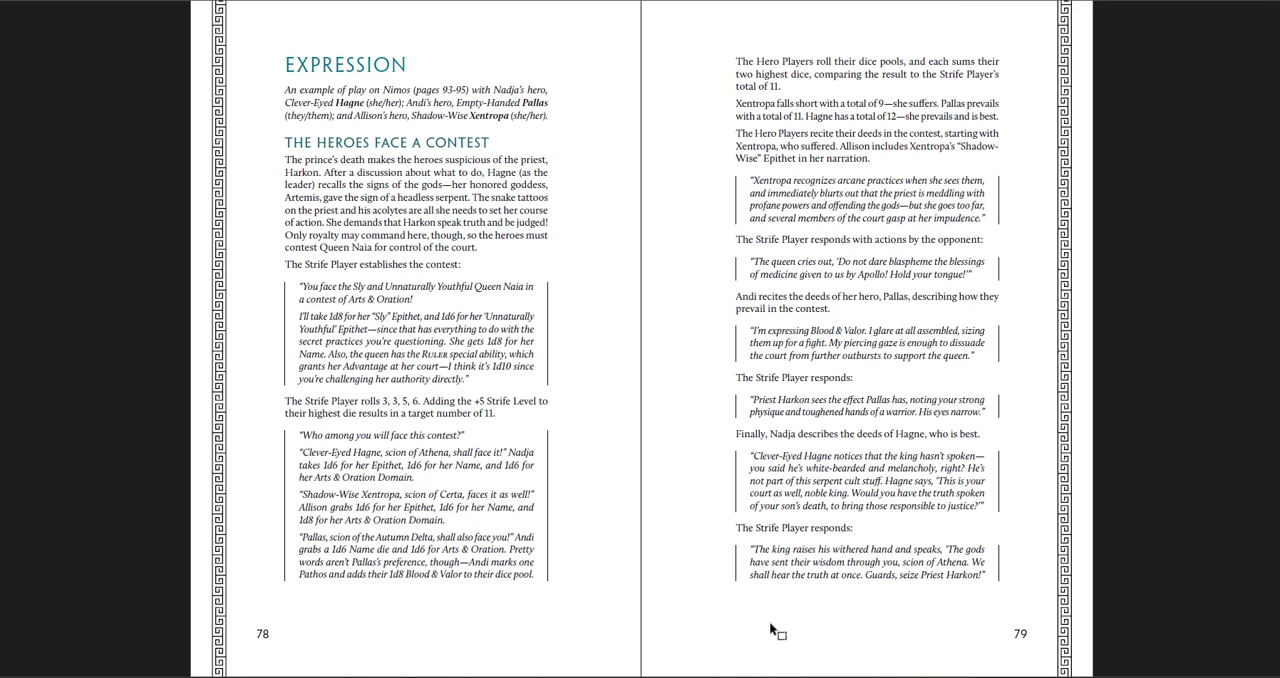 EXPRESSION
An example of play on Nimos (pages 93-95) with Nadja's hero,
Clever-Eyed Hagne (she/her); Andi's hero, Empty-Handed Pallas
(they/them); and Allison's hero, Shadow-Wise Xentropa (she/her).
THE HEROES FACE A CONTEST
The prince's death makes the heroes suspicious of the priest,
Harkon. After a discussion about what to do, Hagne (as the
leader) recalls the signs of the gods—her honored goddess,
Artemis, gave the sign of a headless serpent. The snake tattoos
on the priest and his acolytes are all she needs to set her course
of action. She demands that Harkon speak truth and be judged!
Only royalty may command here, though, so the heroes must
contest Queen Naia for control of the court.
The Strife Player establishes the contest:
“You face the Sly and Unnaturally Youthful Queen Naia in
a contest of Arts & Oration!
I'll take 1d8 for her “Sly” Epithet, and 1d6 for her ‘Unnaturally
Youthful’ Epithet—since that has everything to do with the
secret practices you're questioning. She gets 1d8 for her
Name. Also, the queen has the RULER special ability, which
grants her Advantage at her court—I think it's 1d10 since
you're challenging her authority directly.”
The Strife Player rolls 3, 3, 5, 6. Adding the +5 Strife Level to
their highest die results in a target number of 11.
“Who among you will face this contest?”
“Clever-Eyed Hagne, scion of Athena, shall face it!” Nadja
takes 1d6 for her Epithet, 1d6 for her Name, and 1d6 for
her Arts & Oration Domain.
“Shadow-Wise Xentropa, scion of Certa, faces it as well!”
Allison grabs 1d6 for her Epithet, 1d6 for her Name, and
1d8 for her Arts & Oration Domain.
“Pallas, scion of the Autumn Delta, shall also face you!” Andi
grabs a 1d6 Name die and 1d6 for Arts & Oration. Pretty
words aren't Pallas's preference, though—Andi marks one
Pathos and adds their 1d8 Blood & Valor to their dice pool.
78
The Hero Players roll their dice pools, and each sums their
two highest dice, comparing the result to the Strife Player's
total of 11.
Xentropa falls short with a total of 9—she suffers. Pallas prevails
with a total of 11. Hagne has a total of 12—she prevails and is best.
The Hero Players recite their deeds in the contest, starting with
Xentropa, who suffered. Allison includes Xentropa's “Shadow-
Wise” Epithet in her narration.
“Xentropa recognizes arcane practices when she sees them,
and immediately blurts out that the priest is meddling with
profane powers and offending the gods—but she goes too far,
and several members of the court gasp at her impudence.”
The Strife Player responds with actions by the opponent:
“The queen cries out, ‘Do not dare blaspheme the blessings
of medicine given to us by Apollo! Hold your tongue!’”
Andi recites the deeds of her hero, Pallas, describing how they
prevail in the contest.
“I'm expressing Blood & Valor. I glare at all assembled, sizing
them up for a fight. My piercing gaze is enough to dissuade
the court from further outbursts to support the queen.”
The Strife Player responds:
“Priest Harkon sees the effect Pallas has, noting your strong
physique and toughened hands of a warrior. His eyes narrow.”
Finally, Nadja describes the deeds of Hagne, who is best.
“Clever-Eyed Hagne notices that the king hasn't spoken—
you said he's white-bearded and melancholy, right? He's
not part of this serpent cult stuff. Hagne says, ‘This is your
court as well, noble king. Would you have the truth spoken
of your son's death, to bring those responsible to justice?’”
The Strife Player responds:
“The king raises his withered hand and speaks, ‘The gods
have sent their wisdom through you, scion of Athena. We
shall hear the truth at once. Guards, seize Priest Harkon!”
79